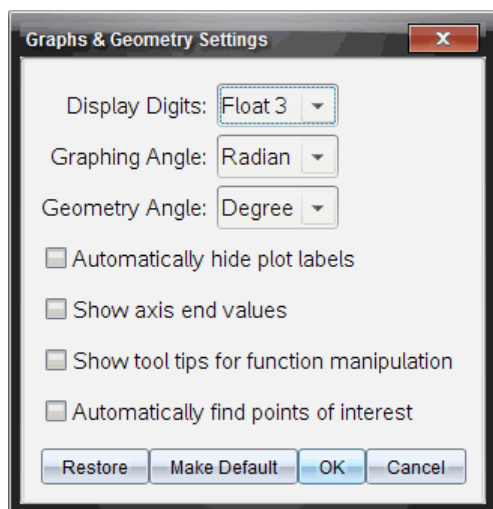 Graphs & Geometry Settings
Display Digits: Float 3
Graphing Angle: Radian
Geometry Angle: Degree
Automatically hide plot labels
Show axis end values
Show tool tips for function manipulation
Automatically find points of interest
Restore Make Default OK Cancel